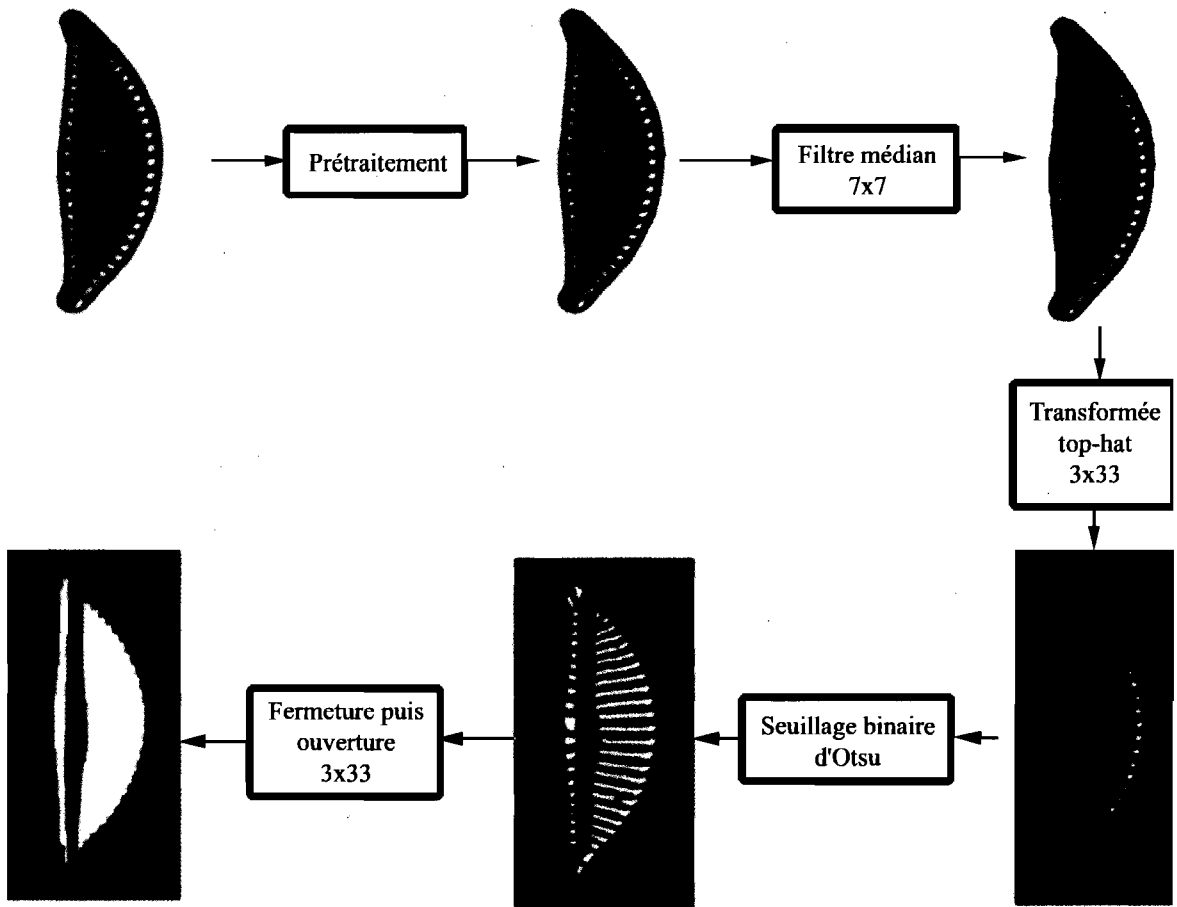 Prétraitement
Filtre médian
7x7
Transformée
top-hat
3x33
Seuillage binaire
d'Otsu
Fermeture puis
ouverture
3x33